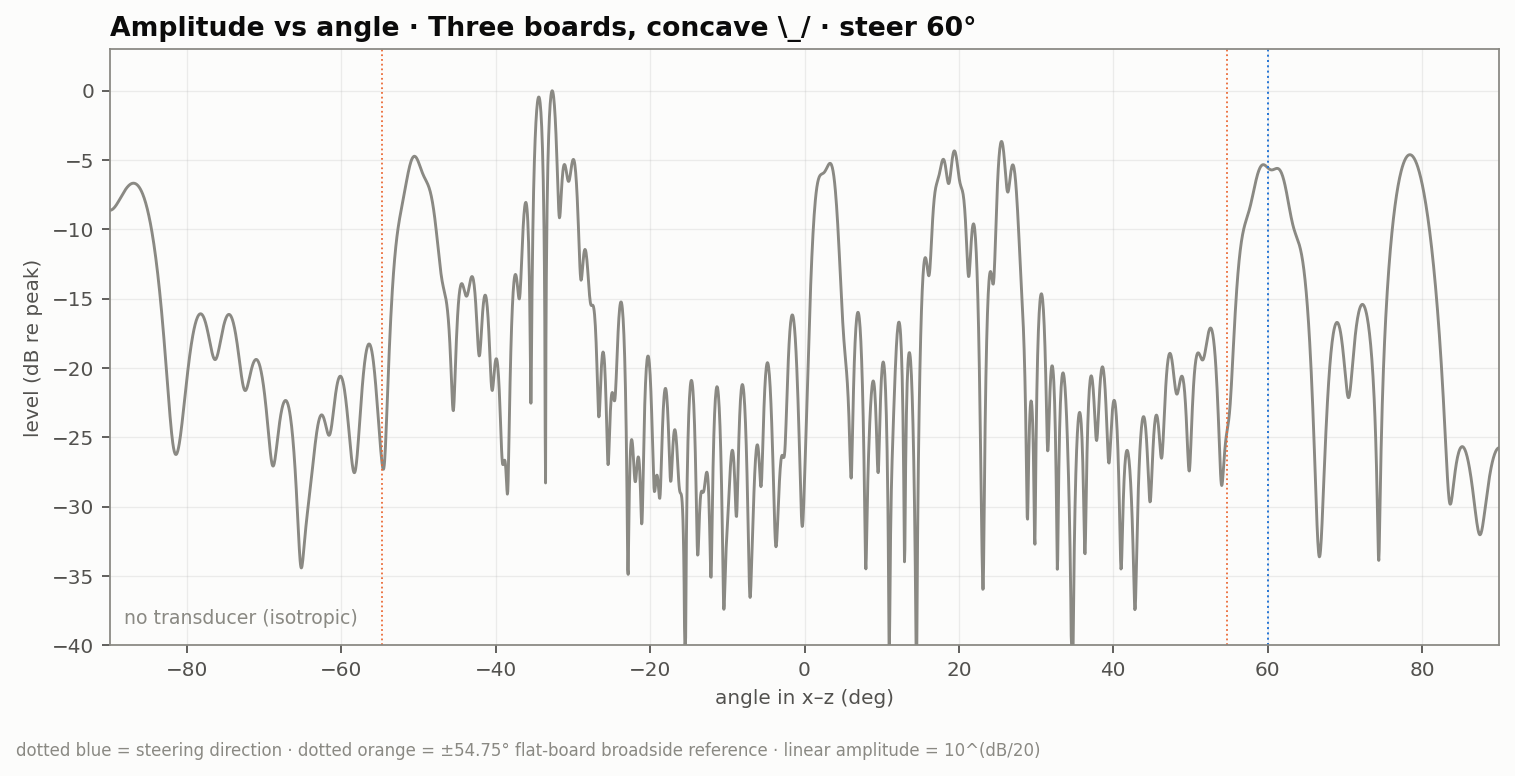 Amplitude vs angle · Three boards, concave \_/ · steer 60°
0
−5
−10
−15
−20
−25
−30
−35
−40
level (dB re peak)
no transducer (isotropic)
−80 −60 −40 −20 0 20 40 60 80
angle in x–z (deg)
dotted blue = steering direction · dotted orange = ±54.75° flat-board broadside reference · linear amplitude = 10^(dB/20)